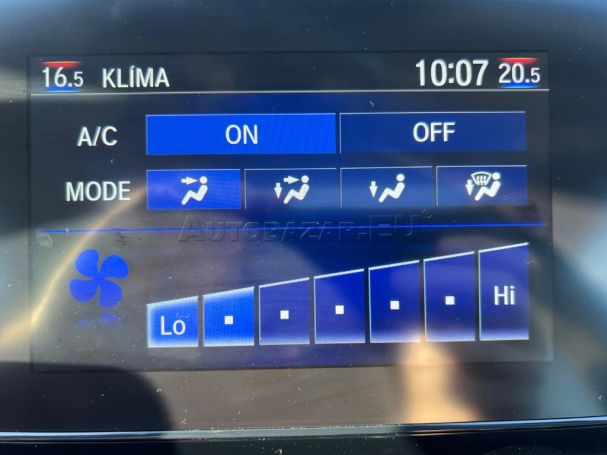 16.5 KLÍMA 10:07 20.5
A/C ON OFF
MODE
AUTOBAZAR.EU
Lo Hi